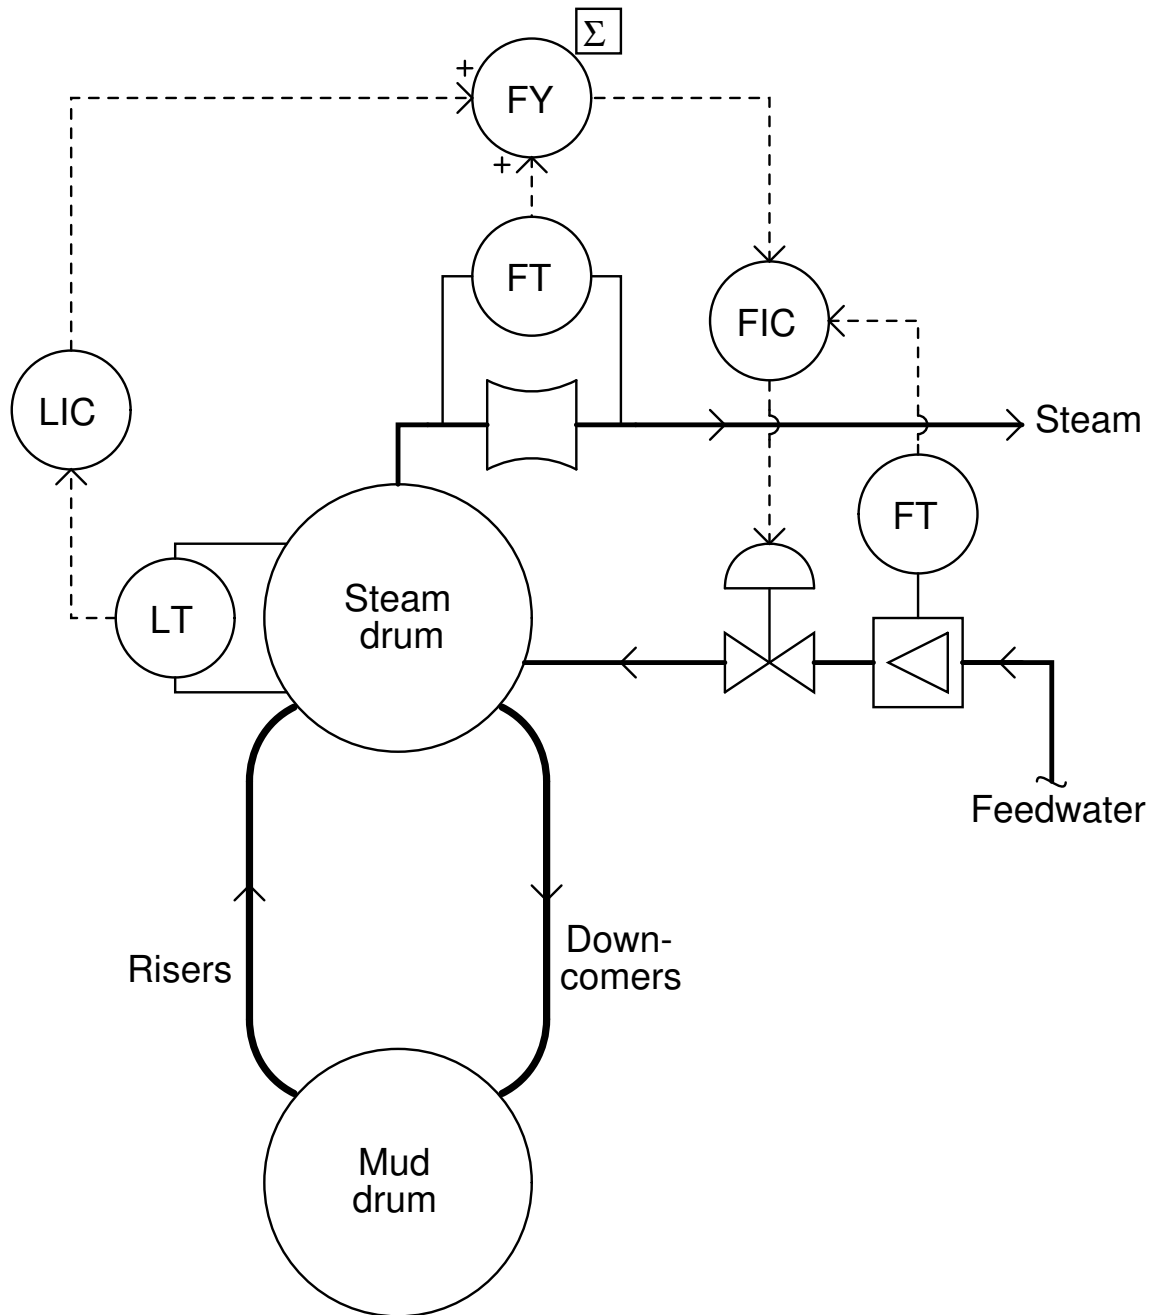 Σ
+
FY
+
FT
FIC
LIC
Steam
FT
LT
Steam
drum
Feedwater
Risers
Down-
comers
Mud
drum